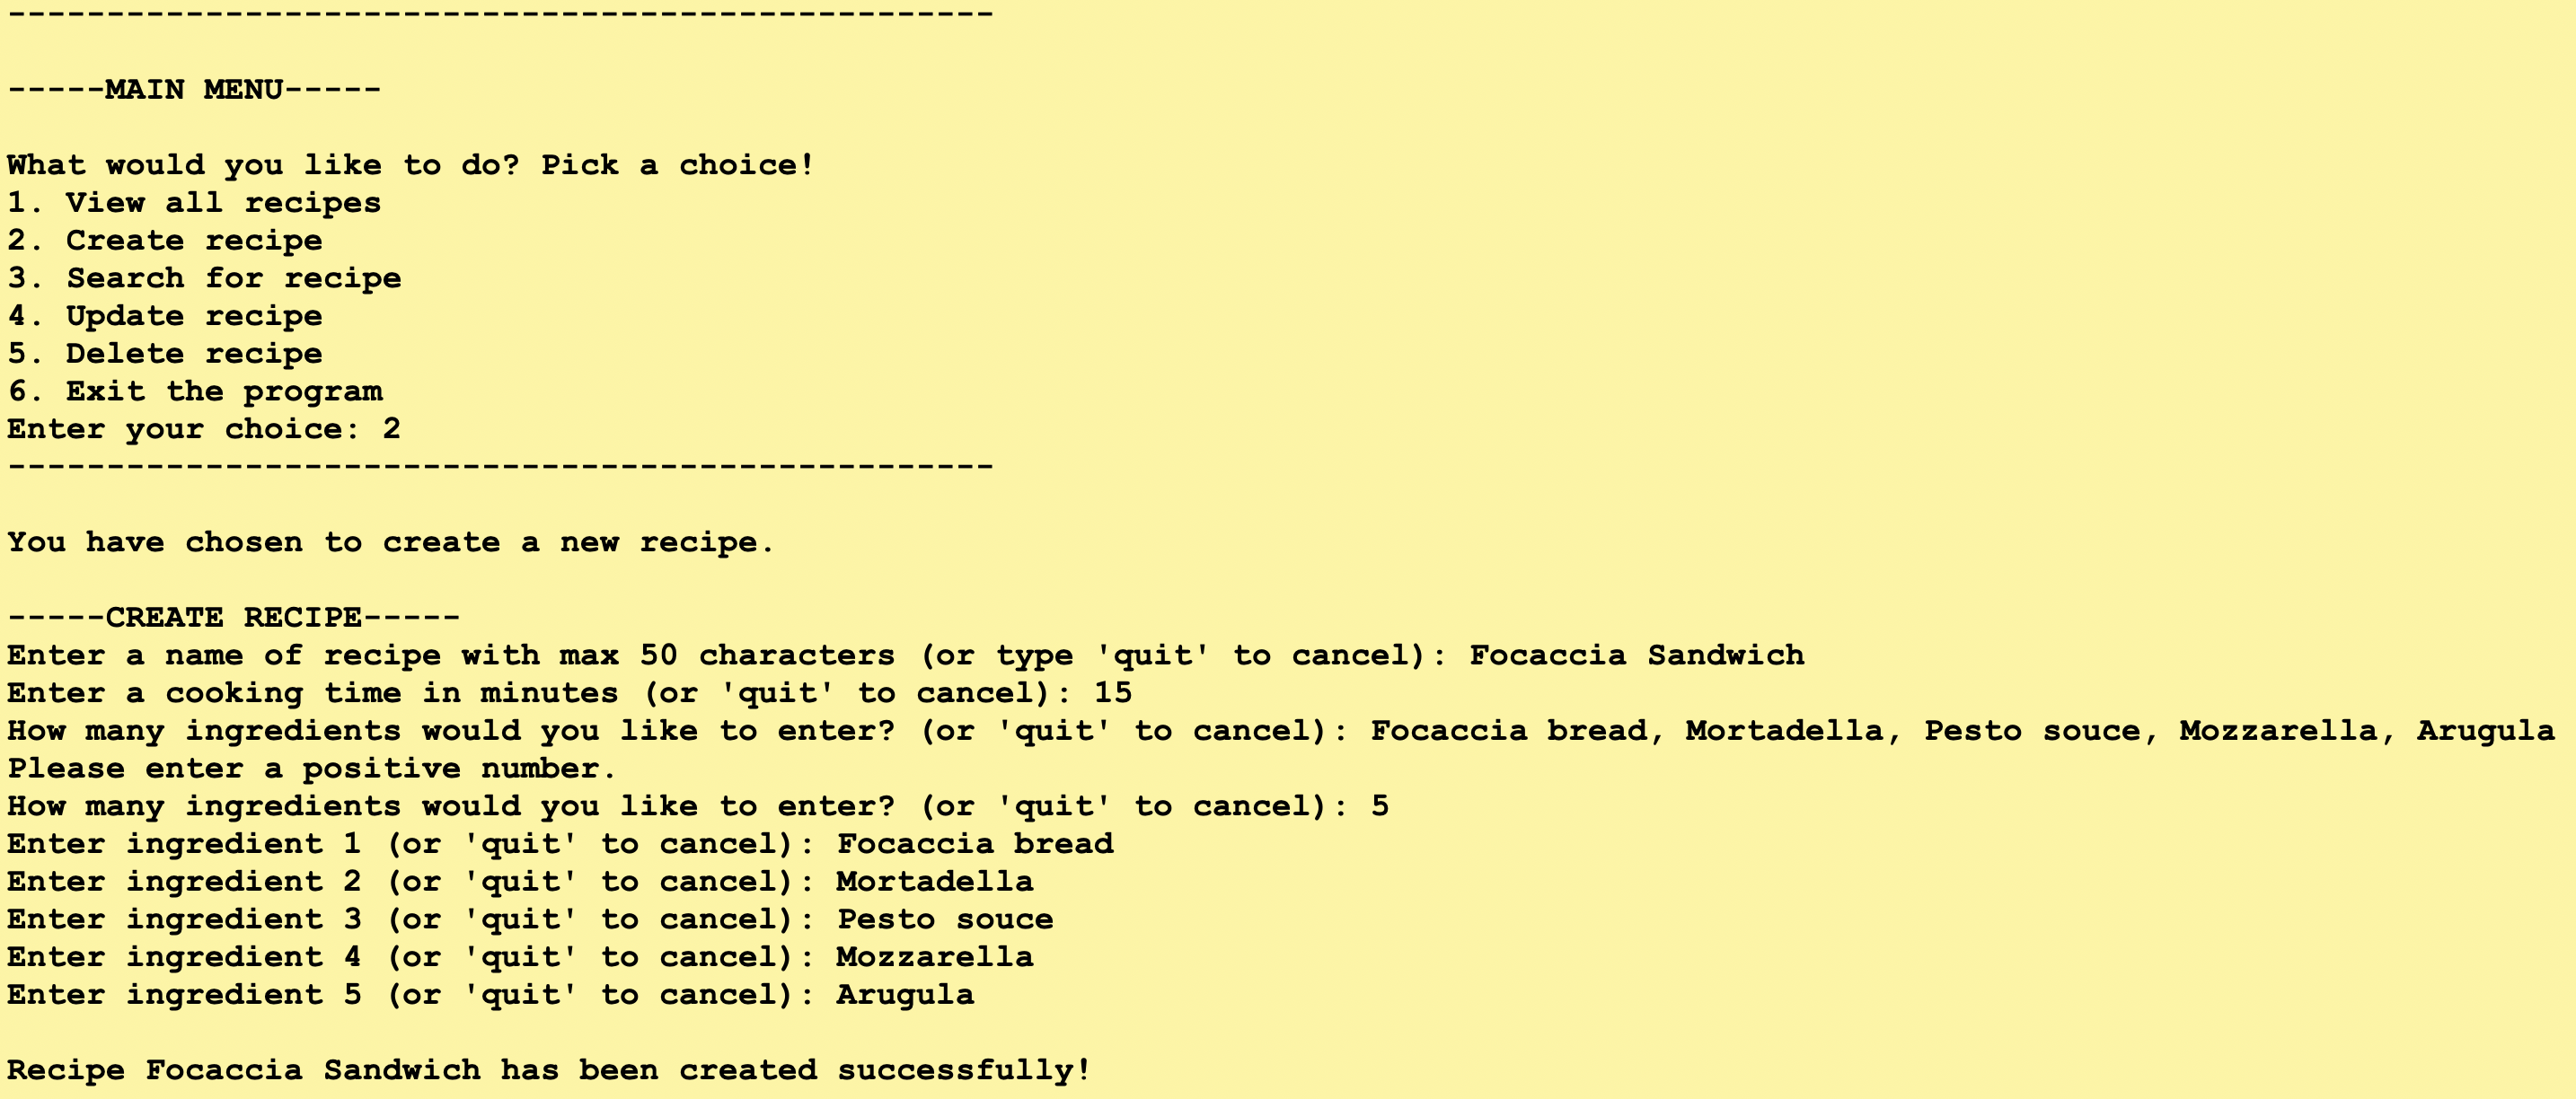 --------------------------------------------------
-----MAIN MENU-----
What would you like to do? Pick a choice!
1. View all recipes
2. Create recipe
3. Search for recipe
4. Update recipe
5. Delete recipe
6. Exit the program
Enter your choice: 2
--------------------------------------------------
You have chosen to create a new recipe.
-----CREATE RECIPE-----
Enter a name of recipe with max 50 characters (or type 'quit' to cancel): Focaccia Sandwich
Enter a cooking time in minutes (or 'quit' to cancel): 15
How many ingredients would you like to enter? (or 'quit' to cancel): Focaccia bread, Mortadella, Pesto souce, Mozzarella, Arugula
Please enter a positive number.
How many ingredients would you like to enter? (or 'quit' to cancel): 5
Enter ingredient 1 (or 'quit' to cancel): Focaccia bread
Enter ingredient 2 (or 'quit' to cancel): Mortadella
Enter ingredient 3 (or 'quit' to cancel): Pesto souce
Enter ingredient 4 (or 'quit' to cancel): Mozzarella
Enter ingredient 5 (or 'quit' to cancel): Arugula
Recipe Focaccia Sandwich has been created successfully!